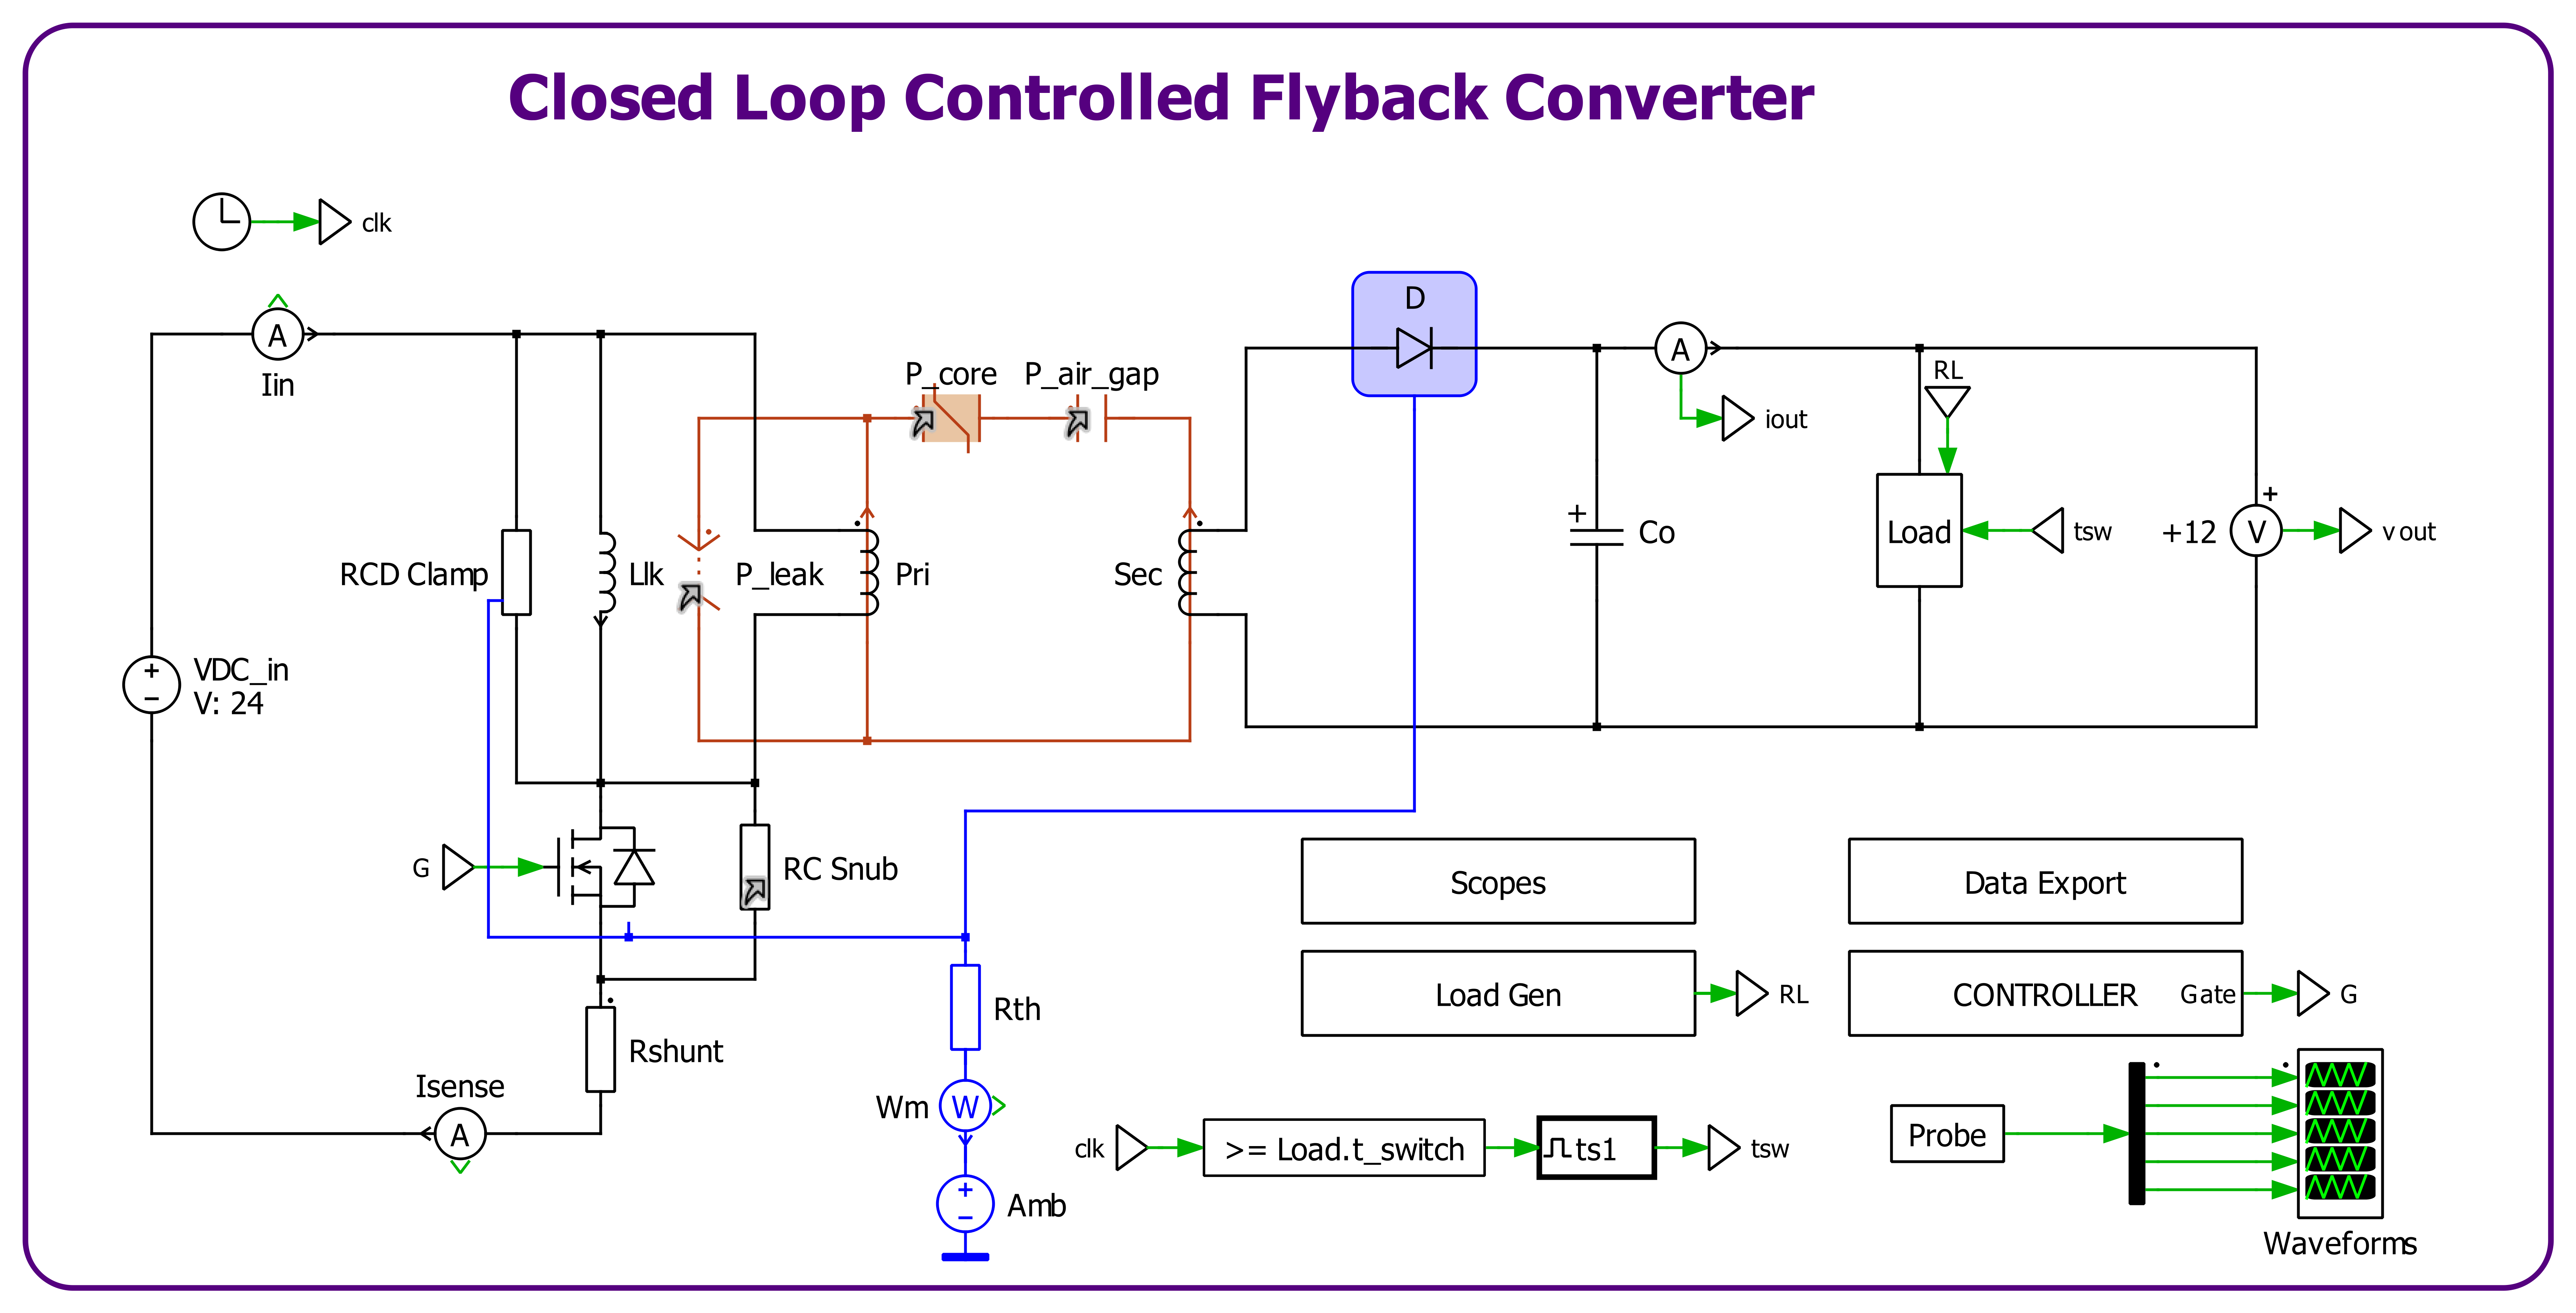 Closed Loop Controlled Flyback Converter
clk
A
Iin
D
P_core
P_air_gap
A
iout
RL
RCD Clamp
Llk
P_leak
Pri
Sec
+
Co
Load
tsw
+
+12
V
vout
VDC_in
V: 24
G
RC Snub
Scopes
Data Export
Load Gen
RL
CONTROLLER
Gate
G
Rth
Rshunt
Isense
A
Wm
W
clk
>= Load.t_switch
ts1
tsw
Probe
Amb
Waveforms